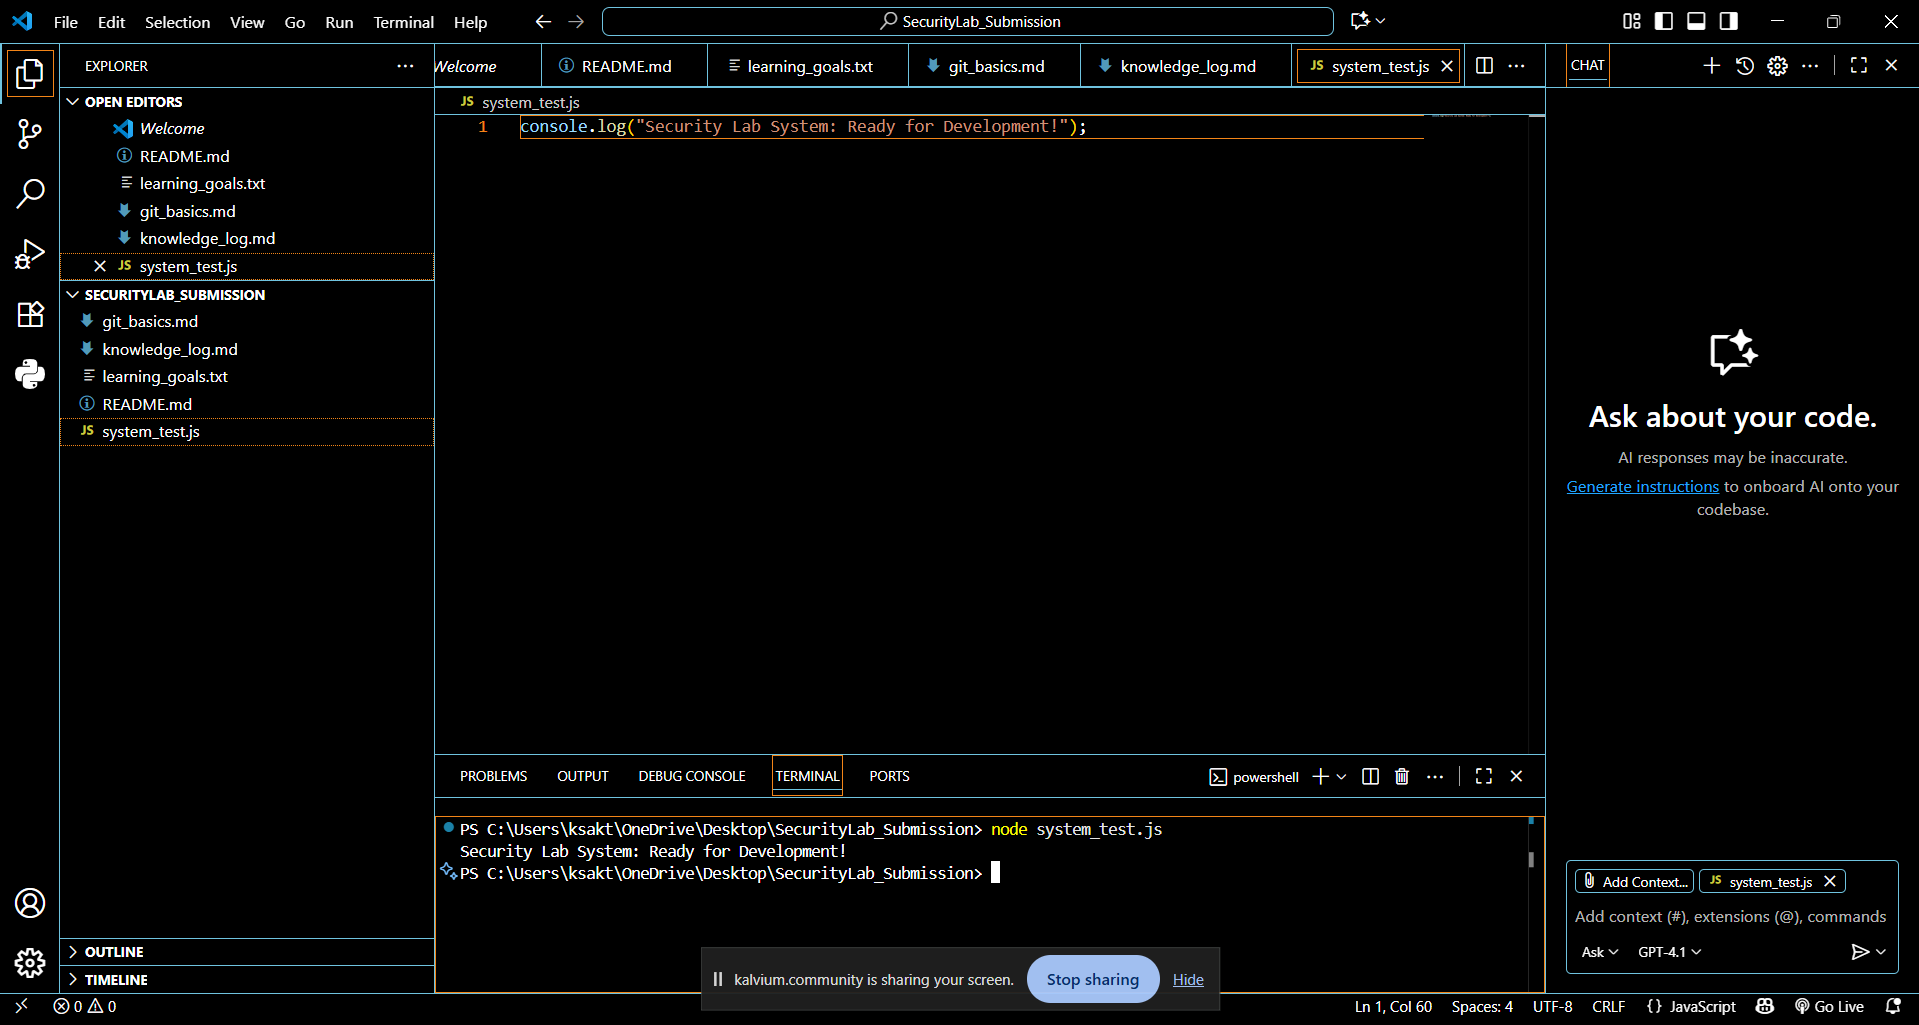 File Edit Selection View Go Run Terminal Help
SecurityLab_Submission
EXPLORER
OPEN EDITORS
Welcome
README.md
learning_goals.txt
git_basics.md
knowledge_log.md
system_test.js
SECURITYLAB_SUBMISSION
git_basics.md
knowledge_log.md
learning_goals.txt
README.md
JS system_test.js
OUTLINE
TIMELINE
Welcome README.md learning_goals.txt git_basics.md knowledge_log.md JS system_test.js
JS system_test.js
1 console.log("Security Lab System: Ready for Development!");
PROBLEMS OUTPUT DEBUG CONSOLE TERMINAL PORTS
powershell
PS C:\Users\ksakt\OneDrive\Desktop\SecurityLab_Submission> node system_test.js
Security Lab System: Ready for Development!
PS C:\Users\ksakt\OneDrive\Desktop\SecurityLab_Submission>
CHAT
Ask about your code.
AI responses may be inaccurate.
Generate instructions to onboard AI onto your
codebase.
Add Context... JS system_test.js
Add context (#), extensions (@), commands
Ask GPT-4.1
kalvium.community is sharing your screen. Stop sharing Hide
0 0 Ln 1, Col 60 Spaces: 4 UTF-8 CRLF {} JavaScript Go Live